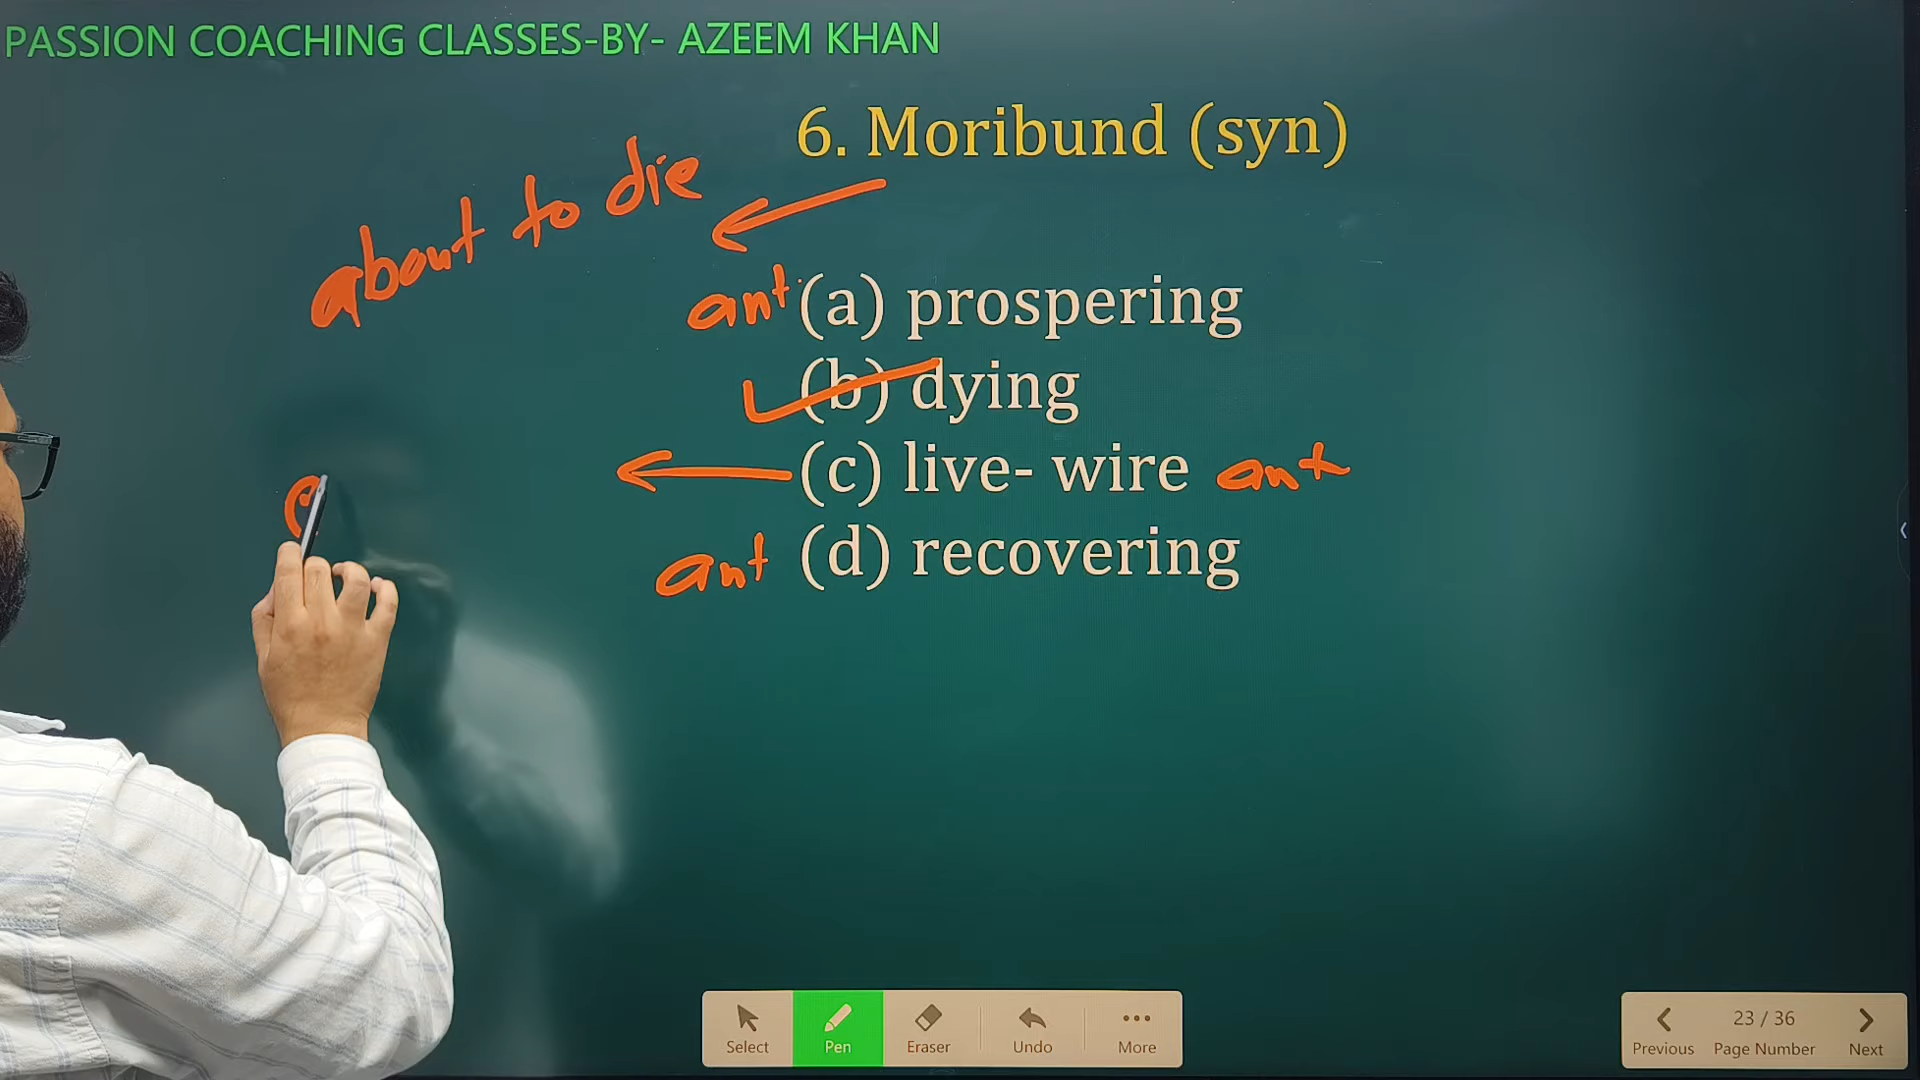 PASSION COACHING CLASSES-BY- AZEEM KHAN
6. Moribund (syn)
about to die
ant (a) prospering
(b) dying
(c) live- wire ant
ant (d) recovering
Select Pen Eraser Undo More
23 / 36
Previous Page Number Next